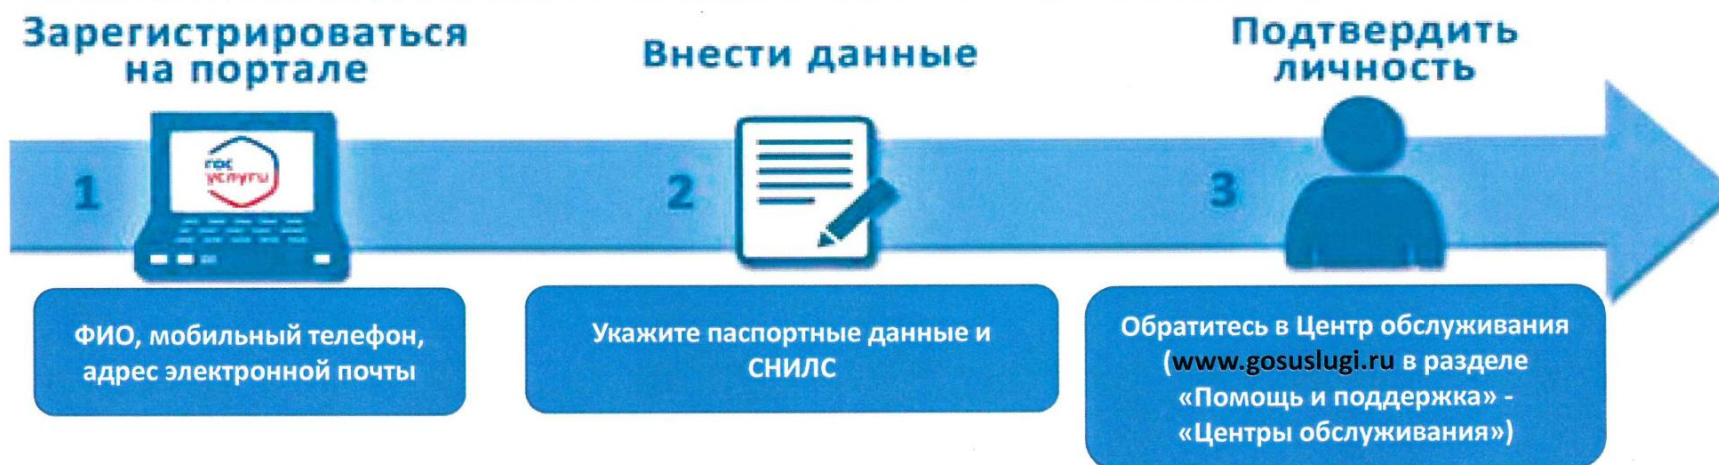 Зарегистрироваться
на портале
Внести данные
Подтвердить
личность
1
гос
услуги
2
3
ФИО, мобильный телефон,
адрес электронной почты
Укажите паспортные данные и
СНИЛС
Обратитесь в Центр обслуживания
(www.gosuslugi.ru в разделе
«Помощь и поддержка» -
«Центры обслуживания»)